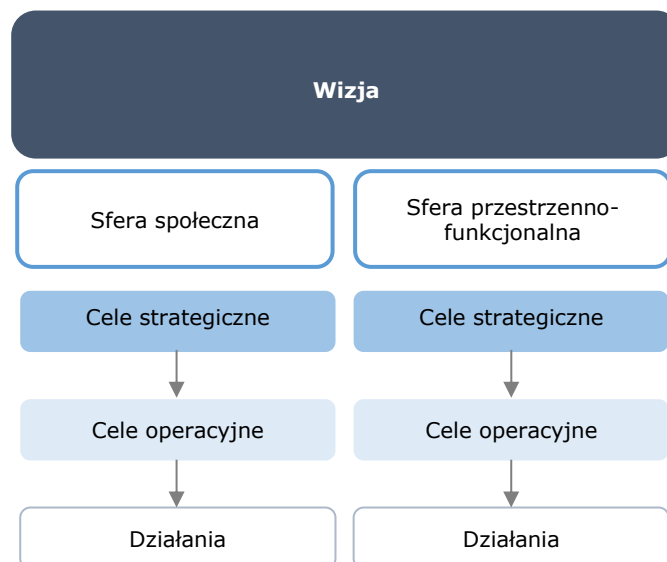 Wizja
Sfera społeczna
Sfera przestrzenno-
funkcjonalna
Cele strategiczne
Cele strategiczne
Cele operacyjne
Cele operacyjne
Działania
Działania